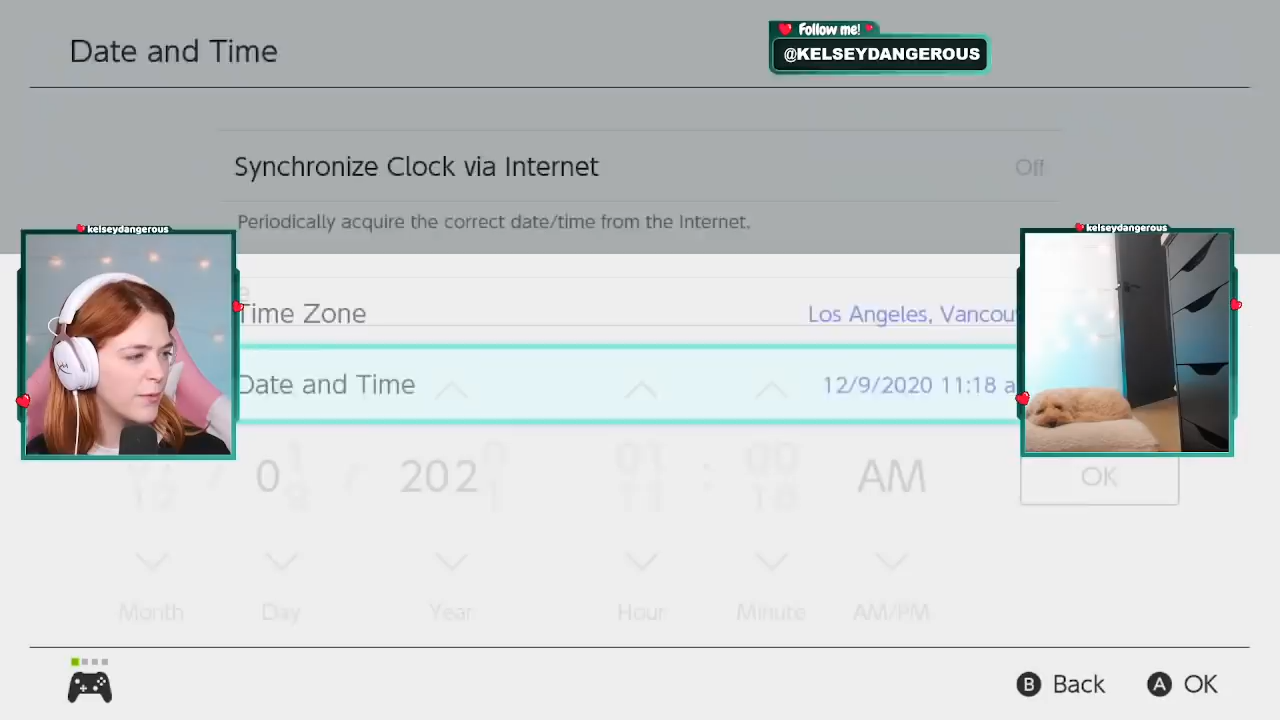 Date and Time
Follow me!
@KELSEYDANGEROUS
Synchronize Clock via Internet
Off
Periodically acquire the correct date/time from the Internet.
kelseydangerous
kelseydangerous
Time Zone
Los Angeles, Vancou
Date and Time
12/9/2020 11:18 a
AM
OK
Month
Day
Year
Hour
Minute
AM/PM
B Back
A OK